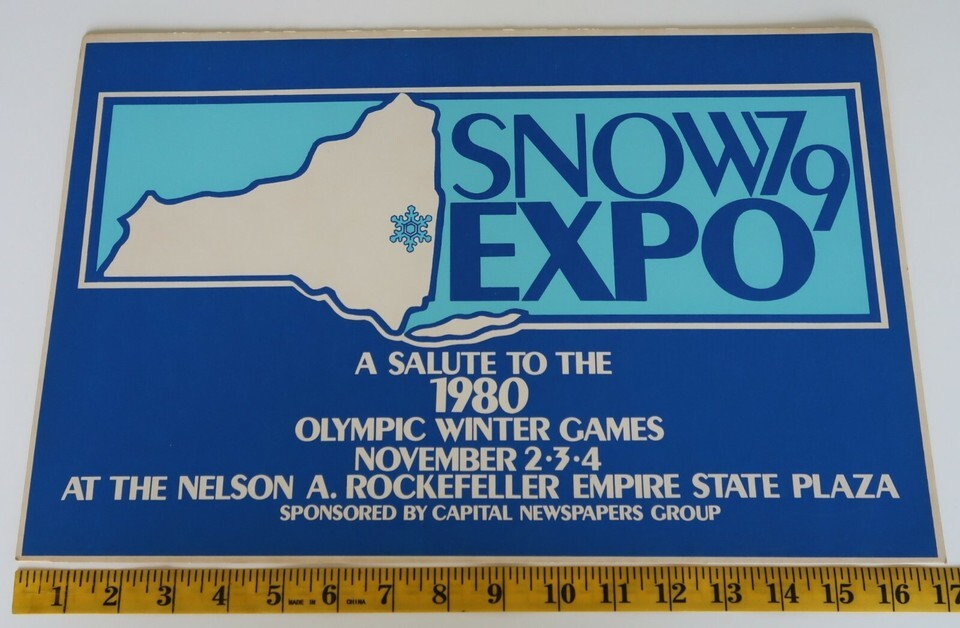 SNOW79
EXPO
A SALUTE TO THE
1980
OLYMPIC WINTER GAMES
NOVEMBER 2·3·4
AT THE NELSON A. ROCKEFELLER EMPIRE STATE PLAZA
SPONSORED BY CAPITAL NEWSPAPERS GROUP
1 2 3 4 5 MADE IN 6 CHINA 7 8 9 10 11 12 13 14 15 16 17